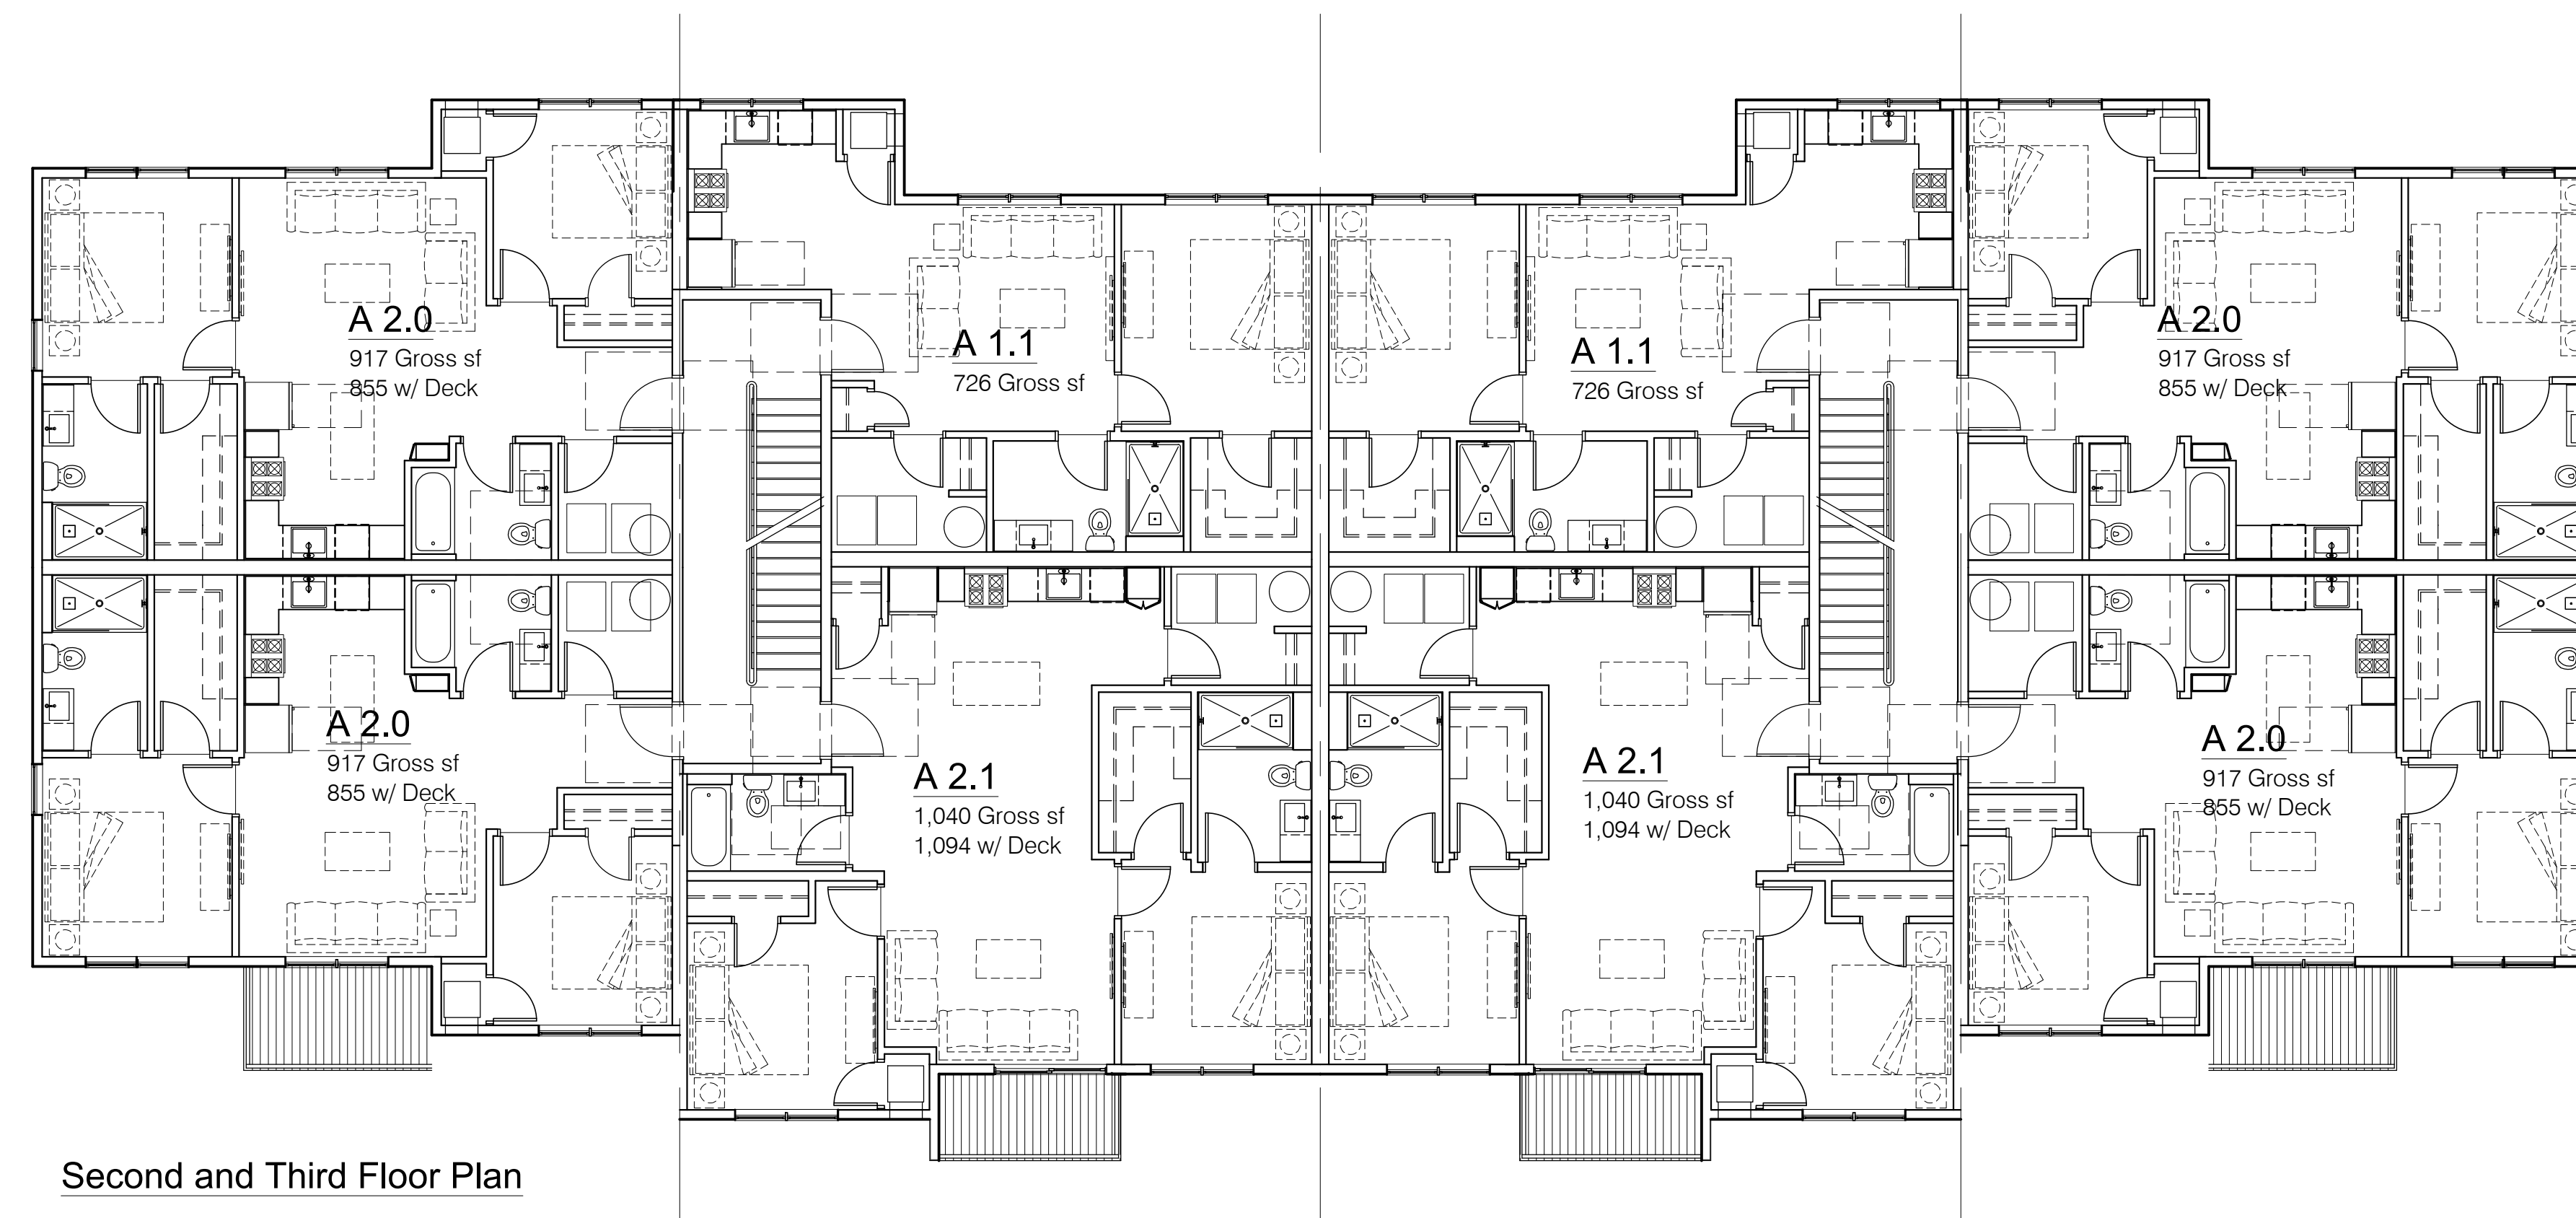 A 2.0
917 Gross sf
855 w/ Deck
A 1.1
726 Gross sf
A 1.1
726 Gross sf
A 2.0
917 Gross sf
855 w/ Deck
A 2.0
917 Gross sf
855 w/ Deck
A 2.1
1,040 Gross sf
1,094 w/ Deck
A 2.1
1,040 Gross sf
1,094 w/ Deck
A 2.0
917 Gross sf
855 w/ Deck
Second and Third Floor Plan